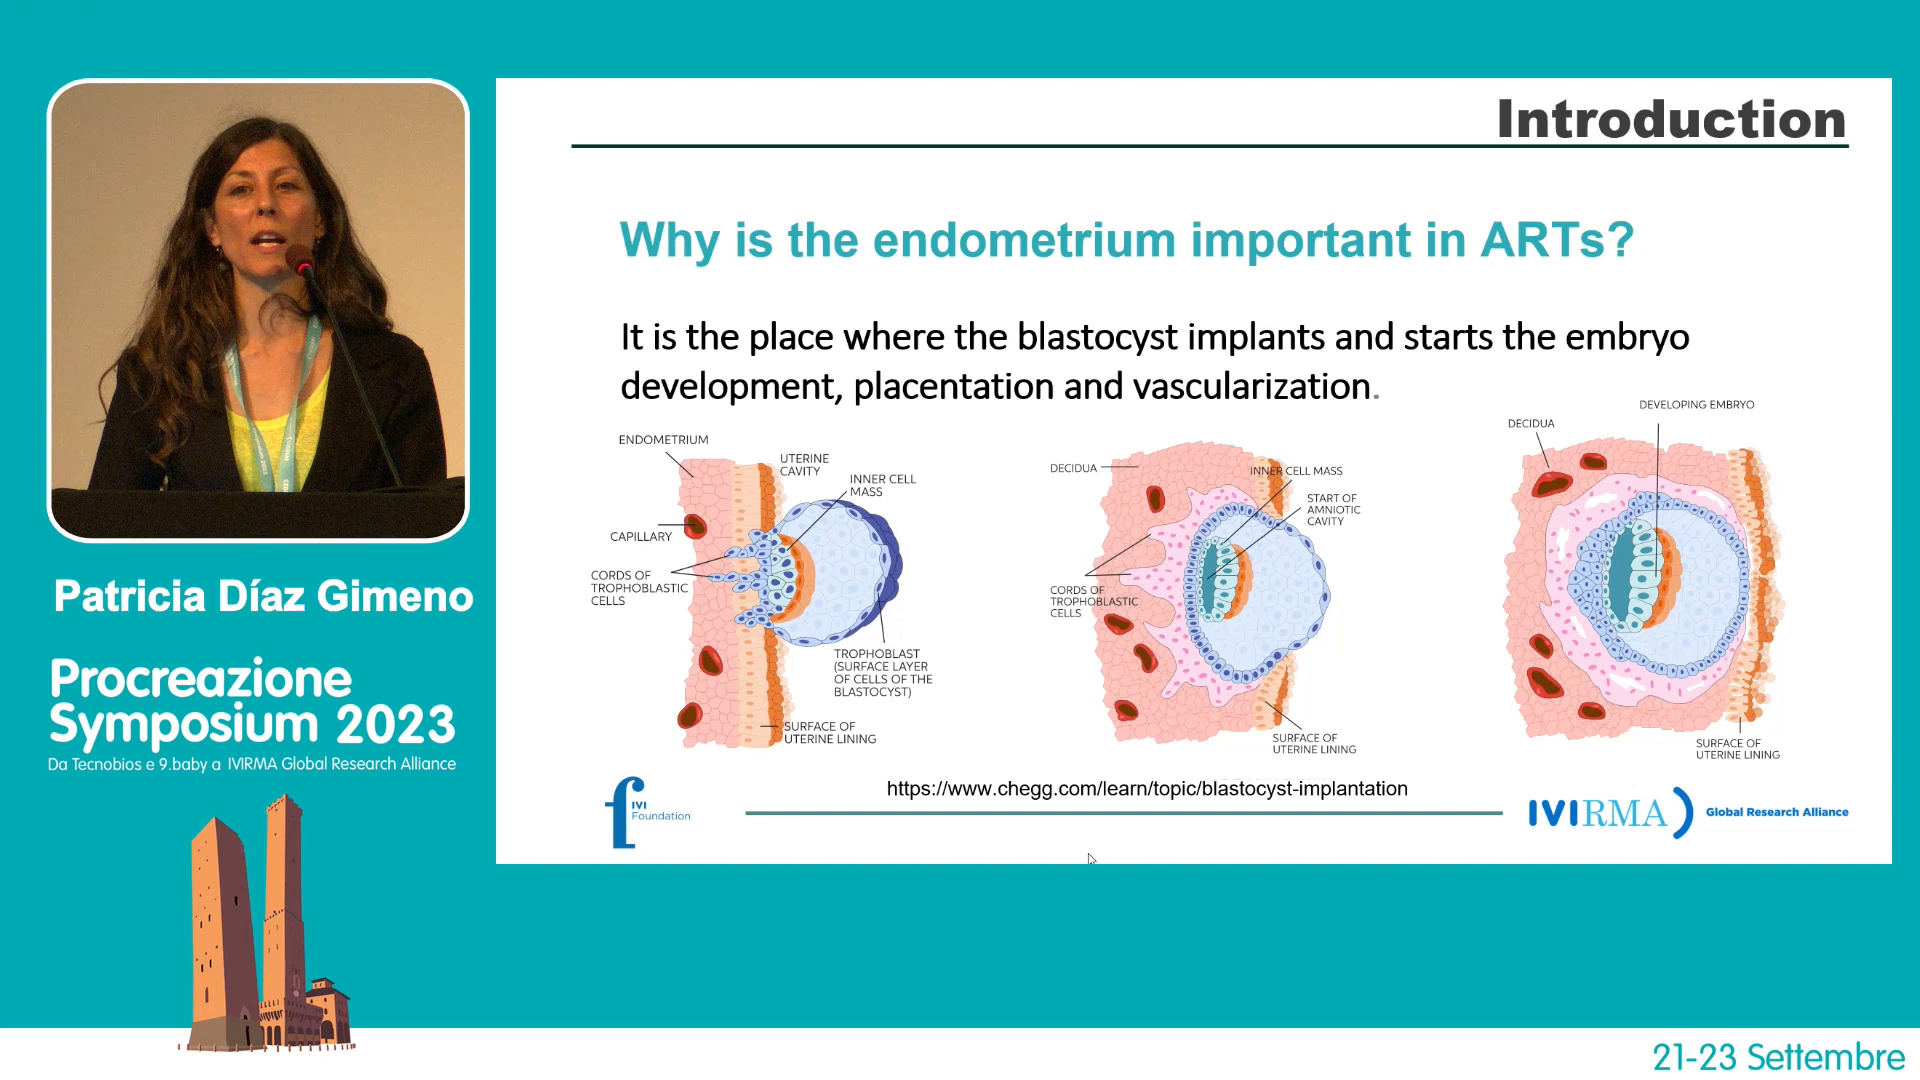 Introduction
Why is the endometrium important in ARTs?
It is the place where the blastocyst implants and starts the embryo
development, placentation and vascularization.
ENDOMETRIUM
UTERINE
CAVITY
INNER CELL
MASS
CAPILLARY
CORDS OF
TROPHOBLASTIC
CELLS
TROPHOBLAST
(SURFACE LAYER
OF CELLS OF THE
BLASTOCYST)
SURFACE OF
UTERINE LINING
DECIDUA
INNER CELL MASS
START OF
AMNIOTIC
CAVITY
CORDS OF
TROPHOBLASTIC
CELLS
SURFACE OF
UTERINE LINING
DEVELOPING EMBRYO
DECIDUA
SURFACE OF
UTERINE LINING
https://www.chegg.com/learn/topic/blastocyst-implantation
f IVI
Foundation
IVIRMA
Global Research Alliance
Patricia Díaz Gimeno
Procreazione
Symposium 2023
Da Tecnobios e 9.baby a IVIRMA Global Research Alliance
21-23 Settembre